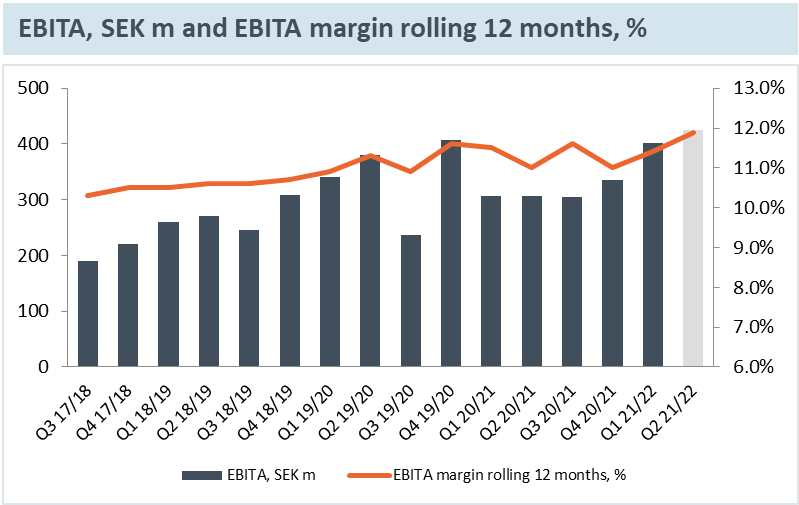 EBITA, SEK m and EBITA margin rolling 12 months, %
500
400
300
200
100
0
13.0%
12.0%
11.0%
10.0%
9.0%
8.0%
7.0%
6.0%
Q3 17/18
Q4 17/18
Q1 18/19
Q2 18/19
Q3 18/19
Q4 18/19
Q1 19/20
Q2 19/20
Q3 19/20
Q4 19/20
Q1 20/21
Q2 20/21
Q3 20/21
Q4 20/21
Q1 21/22
Q2 21/22
EBITA, SEK m
EBITA margin rolling 12 months, %